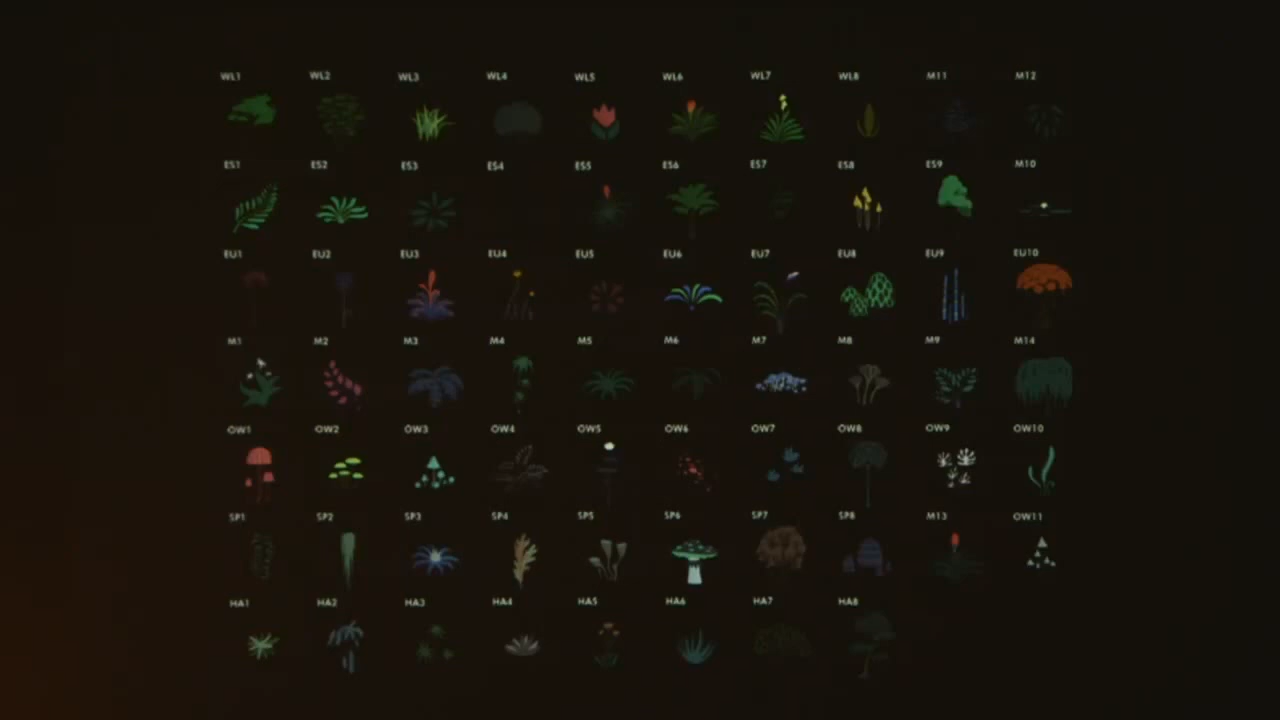 WL1 WL2 WL3 WL4 WL5 WL6 WL7 WL8 M11 M12
ES1 ES2 ES3 ES4 ES5 ES6 ES7 ES8 ES9 M10
EU1 EU2 EU3 EU4 EU5 EU6 EU7 EU8 EU9 EU10
M1 M2 M3 M4 M5 M6 M7 M8 M9 M14
OW1 OW2 OW3 OW4 OW5 OW6 OW7 OW8 OW9 OW10
SP1 SP2 SP3 SP4 SP5 SP6 SP7 SP8 M13 OW11
HA1 HA2 HA3 HA4 HA5 HA6 HA7 HA8